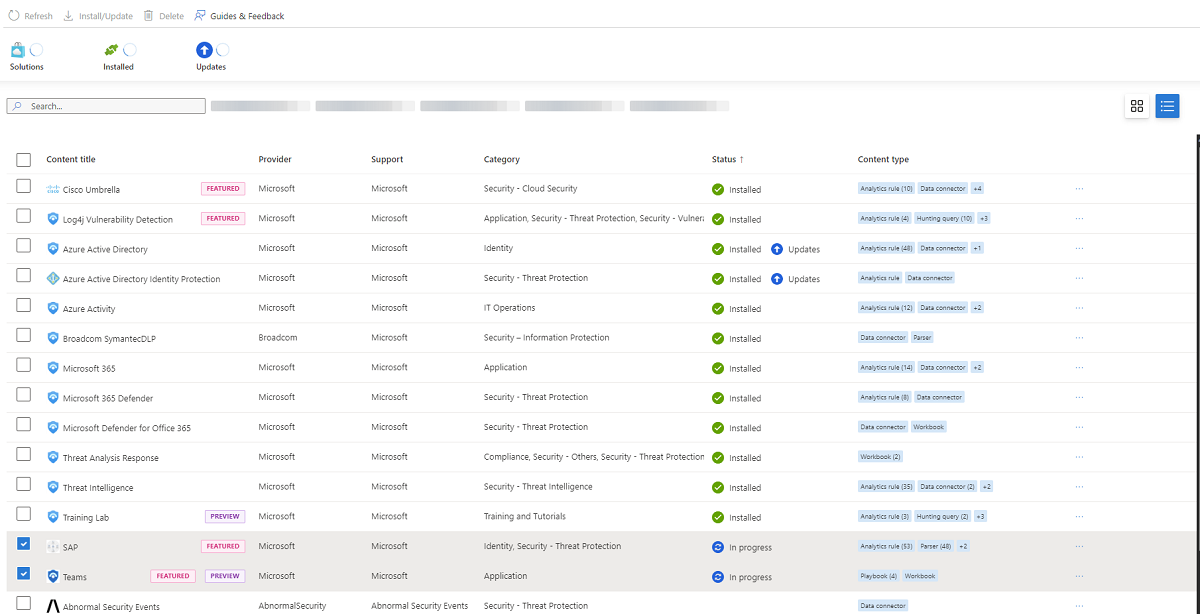 Refresh Install/Update Delete Guides & Feedback
Solutions Installed Updates
Search...
Content title Provider Support Category Status ↑ Content type
Cisco Umbrella FEATURED Microsoft Microsoft Security - Cloud Security Installed Analytics rule (10) Data connector +4 ...
Log4j Vulnerability Detection FEATURED Microsoft Microsoft Application, Security - Threat Protection, Security - Vulnera Installed Analytics rule (4) Hunting query (10) +3 ...
Azure Active Directory Microsoft Microsoft Identity Installed Updates Analytics rule (48) Data connector +1 ...
Azure Active Directory Identity Protection Microsoft Microsoft Security - Threat Protection Installed Updates Analytics rule Data connector ...
Azure Activity Microsoft Microsoft IT Operations Installed Analytics rule (12) Data connector +2 ...
Broadcom SymantecDLP Broadcom Microsoft Security – Information Protection Installed Data connector Parser ...
Microsoft 365 Microsoft Microsoft Application Installed Analytics rule (14) Data connector +2 ...
Microsoft 365 Defender Microsoft Microsoft Security - Threat Protection Installed Analytics rule (8) Data connector ...
Microsoft Defender for Office 365 Microsoft Microsoft Security - Threat Protection Installed Data connector Workbook ...
Threat Analysis Response Microsoft Microsoft Compliance, Security - Others, Security - Threat Protection Installed Workbook (2) ...
Threat Intelligence Microsoft Microsoft Security - Threat Intelligence Installed Analytics rule (35) Data connector (2) +2 ...
Training Lab PREVIEW Microsoft Microsoft Training and Tutorials Installed Analytics rule (3) Hunting query (2) +3 ...
SAP FEATURED Microsoft Microsoft Identity, Security - Threat Protection In progress Analytics rule (53) Parser (48) +2 ...
Teams FEATURED PREVIEW Microsoft Microsoft Application In progress Playbook (4) Workbook ...
Abnormal Security Events AbnormalSecurity Abnormal Security Events Security - Threat Protection Data connector